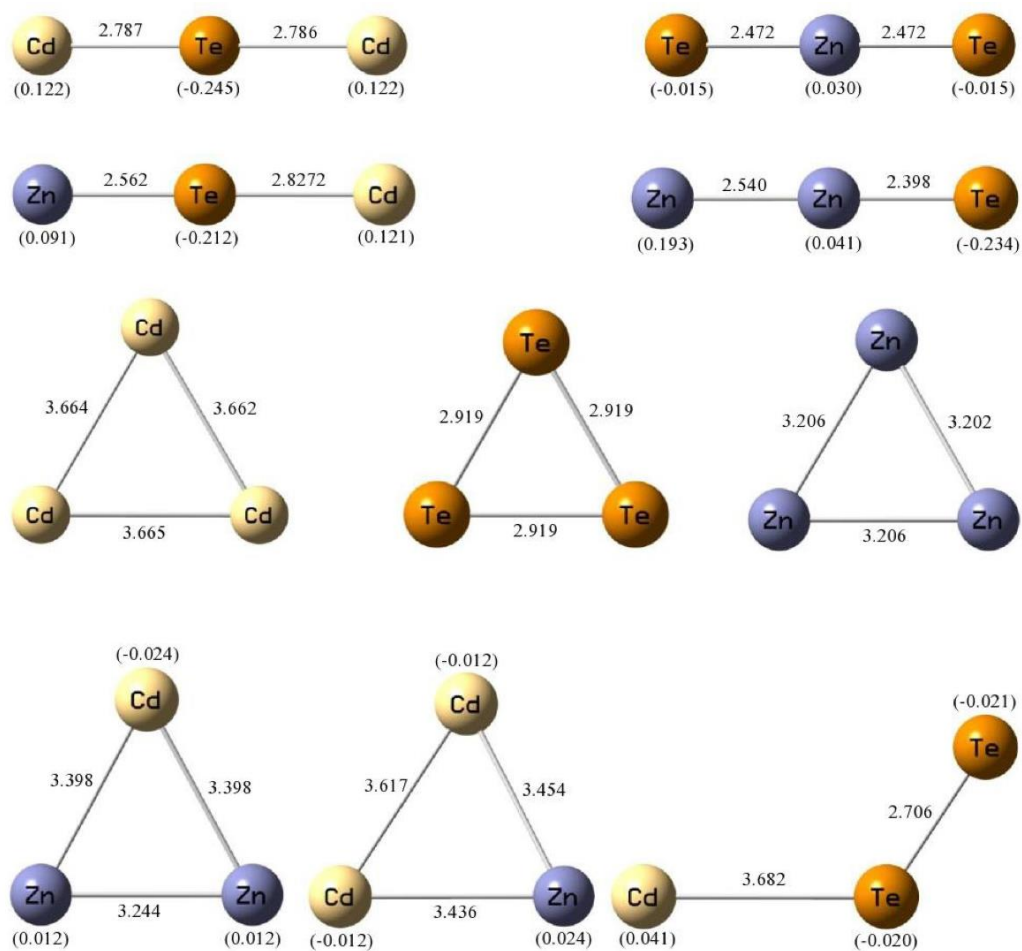 2.787 2.786 2.472 2.472
Cd Te Cd Te Zn Te
(0.122) (-0.245) (0.122) (-0.015) (0.030) (-0.015)
2.562 2.8272 2.540 2.398
Zn Te Cd Zn Zn Te
(0.091) (-0.212) (0.121) (0.193) (0.041) (-0.234)
Cd Te Zn
3.664 3.662 2.919 2.919 3.206 3.202
Cd Cd Te Te Zn Zn
3.665 2.919 3.206
(-0.024) (-0.012) (-0.021)
Cd Cd Te
3.398 3.398 3.617 3.454 2.706
Zn Zn Cd Zn Cd 3.682 Te
3.244 3.436
(0.012) (0.012) (-0.012) (0.024) (0.041) (-0.020)